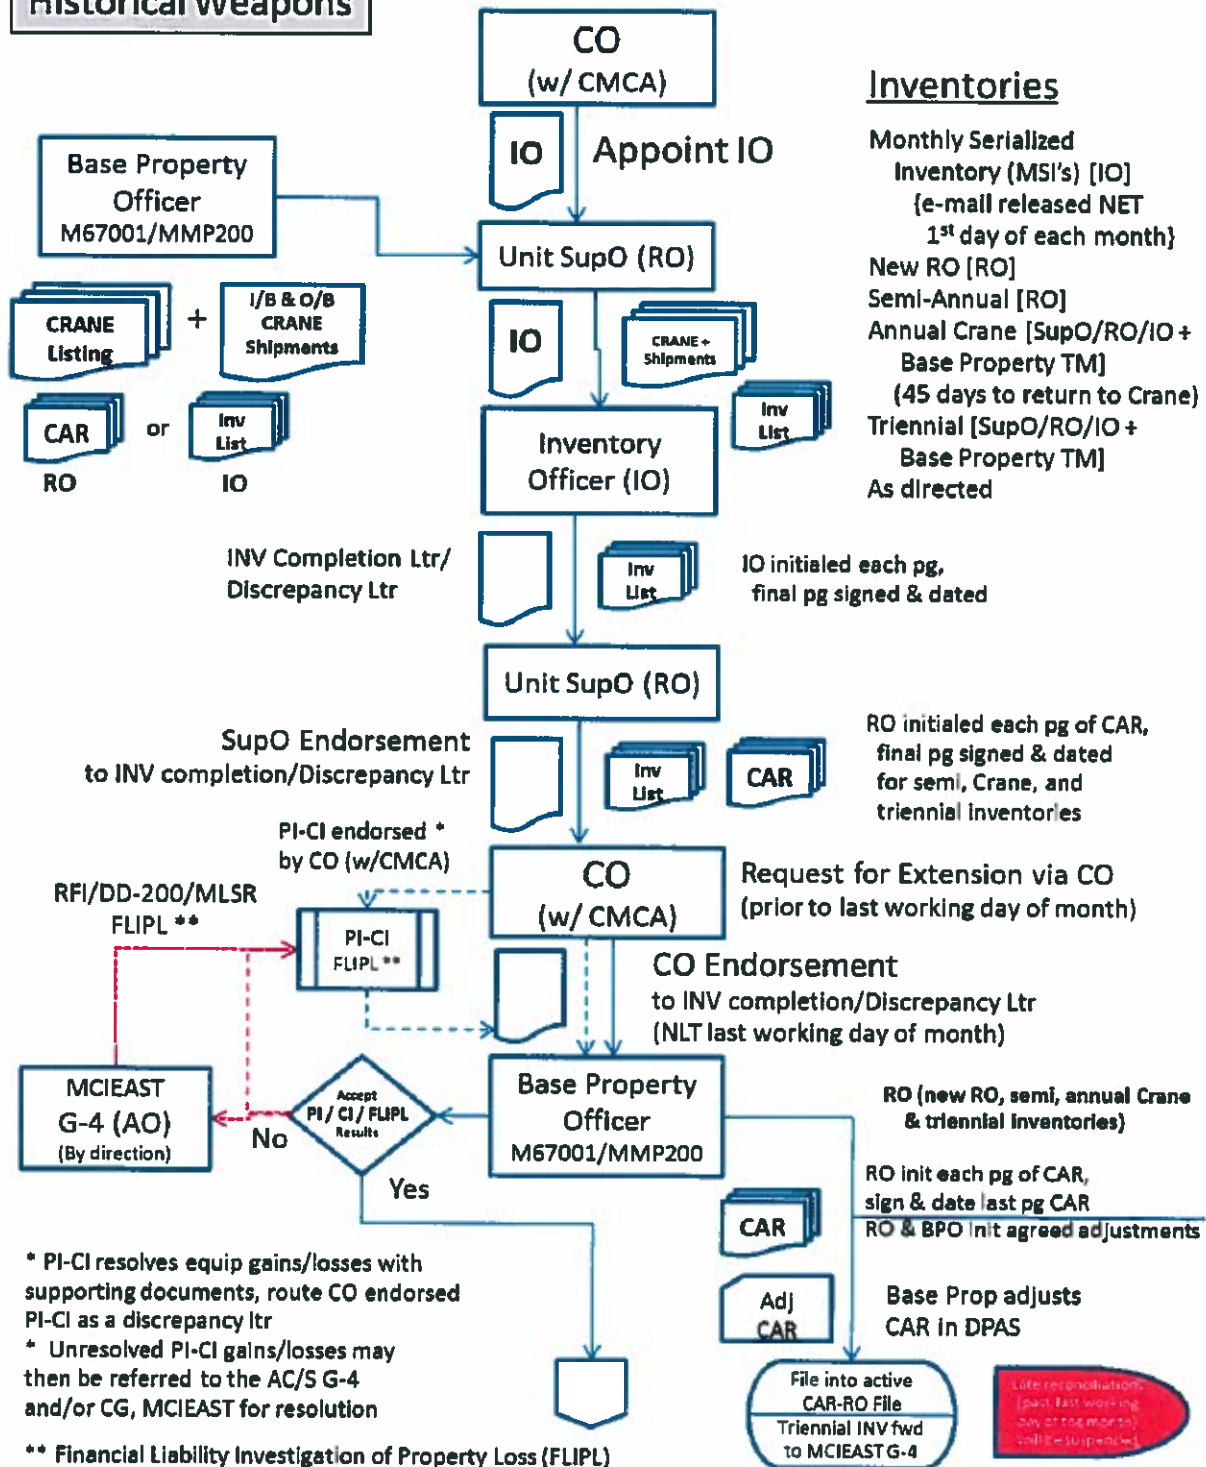 Historical Weapons
CO
(w/ CMCA)
IO
Appoint IO
Inventories
Monthly Serialized
Inventory (MSI's) [IO]
{e-mail released NET
1st day of each month}
New RO [RO]
Semi-Annual [RO]
Annual Crane [SupO/RO/IO +
Base Property TM]
(45 days to return to Crane)
Triennial [SupO/RO/IO +
Base Property TM]
As directed
Base Property
Officer
M67001/MMP200
Unit SupO (RO)
CRANE
Listing
+
I/B & O/B
CRANE
Shipments
CAR
RO
or
Inv
List
IO
IO
CRANE +
Shipments
Inv
List
Inventory
Officer (IO)
INV Completion Ltr/
Discrepancy Ltr
Inv
List
IO initialed each pg,
final pg signed & dated
Unit SupO (RO)
SupO Endorsement
to INV completion/Discrepancy Ltr
Inv
List
CAR
RO initialed each pg of CAR,
final pg signed & dated
for semi, Crane, and
triennial inventories
PI-CI endorsed *
by CO (w/CMCA)
CO
(w/ CMCA)
Request for Extension via CO
(prior to last working day of month)
RFI/DD-200/MLSR
FLIPL **
PI-CI
FLIPL **
CO Endorsement
to INV completion/Discrepancy Ltr
(NLT last working day of month)
MCIEAST
G-4 (AO)
(By direction)
No
Accept
PI / CI / FLIPL
Results
Yes
Base Property
Officer
M67001/MMP200
RO (new RO, semi, annual Crane
& triennial inventories)
RO init each pg of CAR,
sign & date last pg CAR
RO & BPO init agreed adjustments
CAR
Adj
CAR
Base Prop adjusts
CAR in DPAS
* PI-CI resolves equip gains/losses with
supporting documents, route CO endorsed
PI-CI as a discrepancy ltr
* Unresolved PI-CI gains/losses may
then be referred to the AC/S G-4
and/or CG, MCIEAST for resolution
** Financial Liability Investigation of Property Loss (FLIPL)
File into active
CAR-RO File
Triennial INV fwd
to MCIEAST G-4
Late reconciliations
(past last working
day of the month)
will be suspended